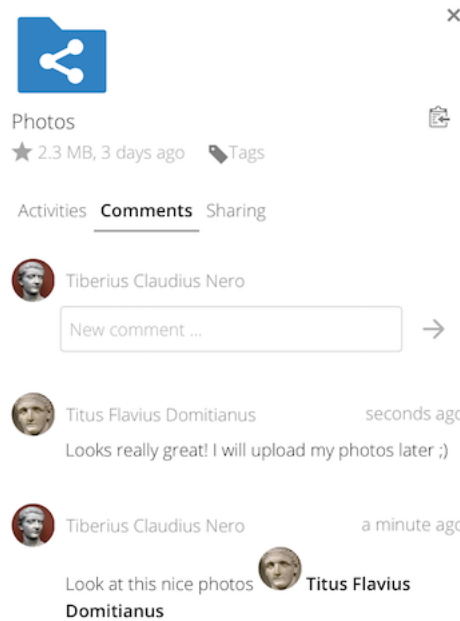 Photos
2.3 MB, 3 days ago Tags
Activities Comments Sharing
Tiberius Claudius Nero
New comment ...
Titus Flavius Domitianus seconds ago
Looks really great! I will upload my photos later ;)
Tiberius Claudius Nero a minute ago
Look at this nice photos Titus Flavius
Domitianus